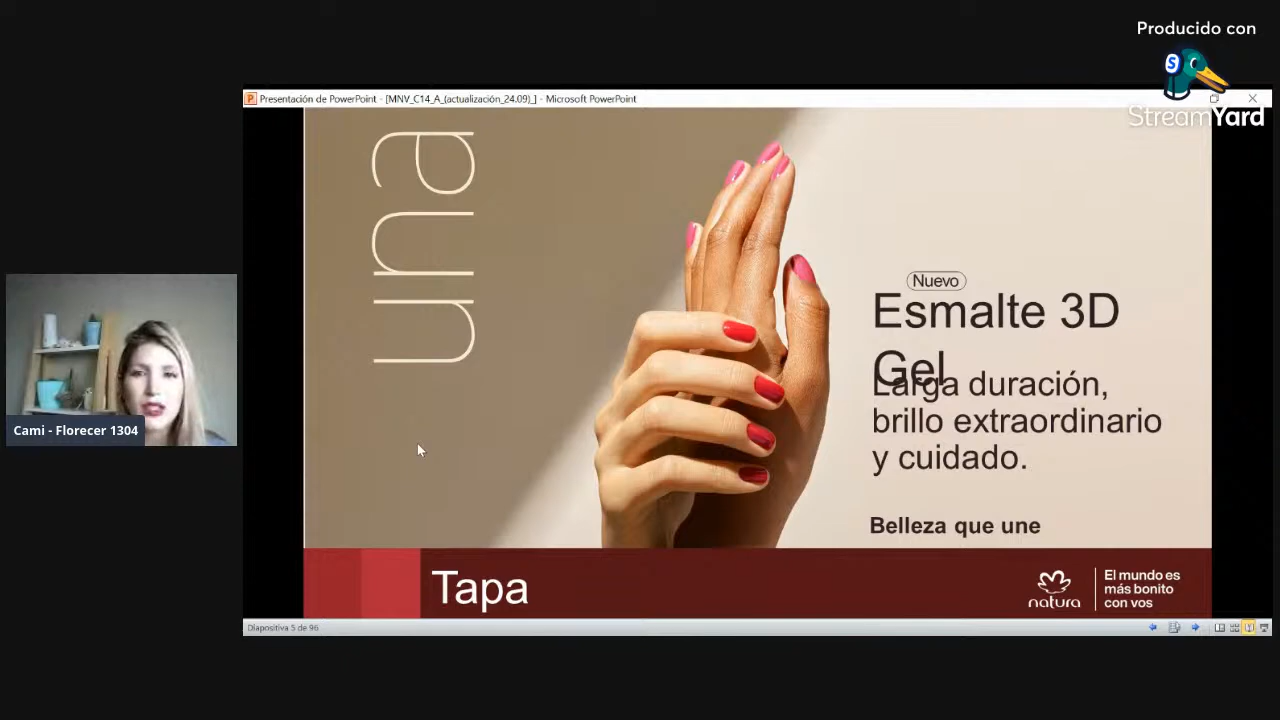 Producido con
StreamYard
Presentación de PowerPoint - [MNV_C14_A_(actualización_24.09)_] - Microsoft PowerPoint
una
Nuevo
Esmalte 3D
Gel
Larga duración,
brillo extraordinario
y cuidado.
Belleza que une
Cami - Florecer 1304
Tapa
natura
El mundo es
más bonito
con vos
Diapositiva 5 de 96